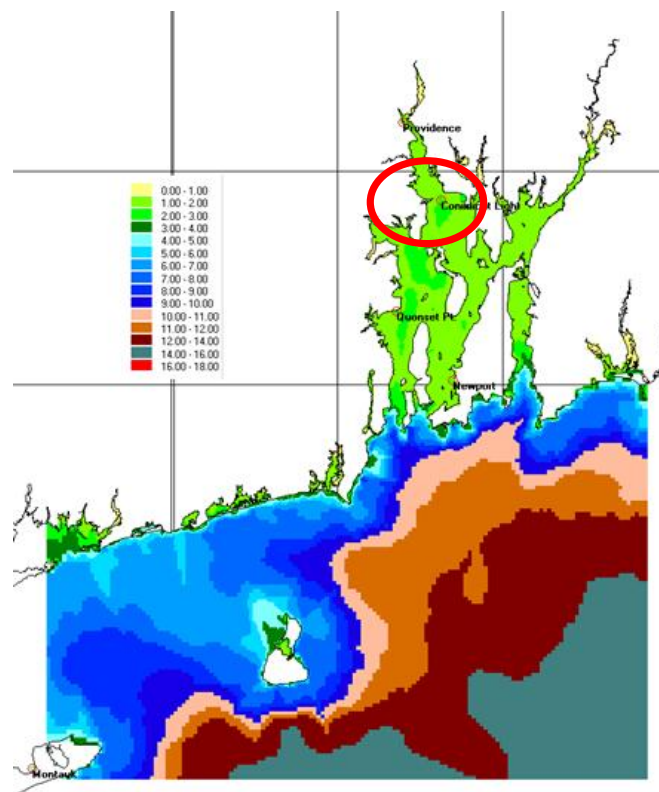 Providence
Conimicut Light
0.00 - 1.00
1.00 - 2.00
2.00 - 3.00
3.00 - 4.00
4.00 - 5.00
5.00 - 6.00
6.00 - 7.00
7.00 - 8.00
8.00 - 9.00
9.00 - 10.00
10.00 - 11.00
11.00 - 12.00
12.00 - 14.00
14.00 - 16.00
16.00 - 18.00
Quonset Pt.
Newport
Montauk